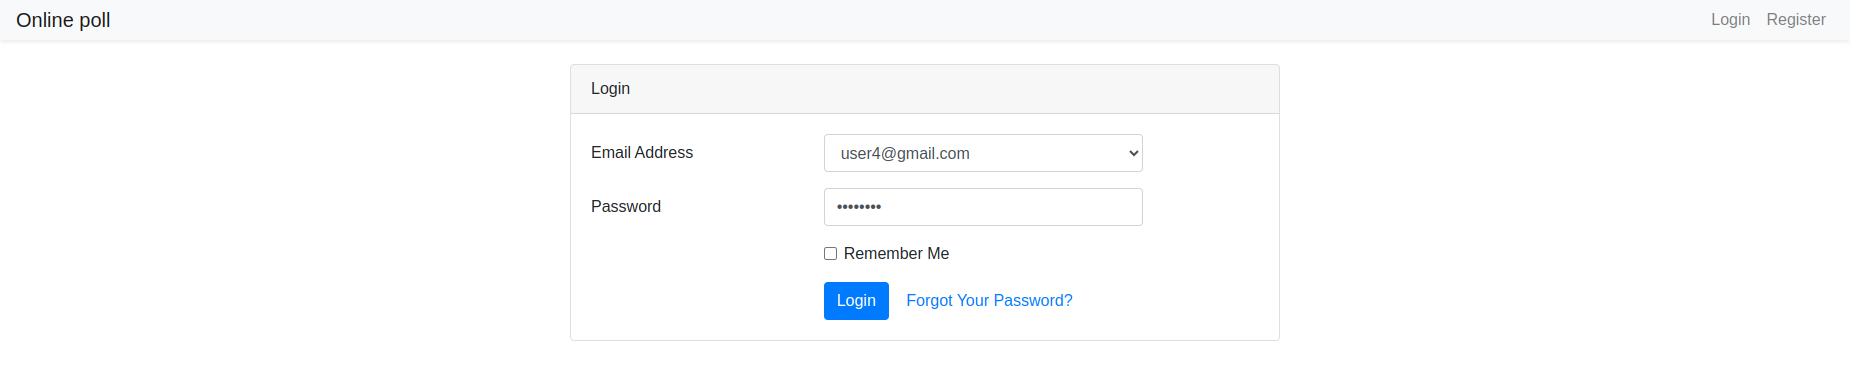 Online poll Login Register
Login
Email Address user4@gmail.com
Password ••••••••
Remember Me
Login Forgot Your Password?